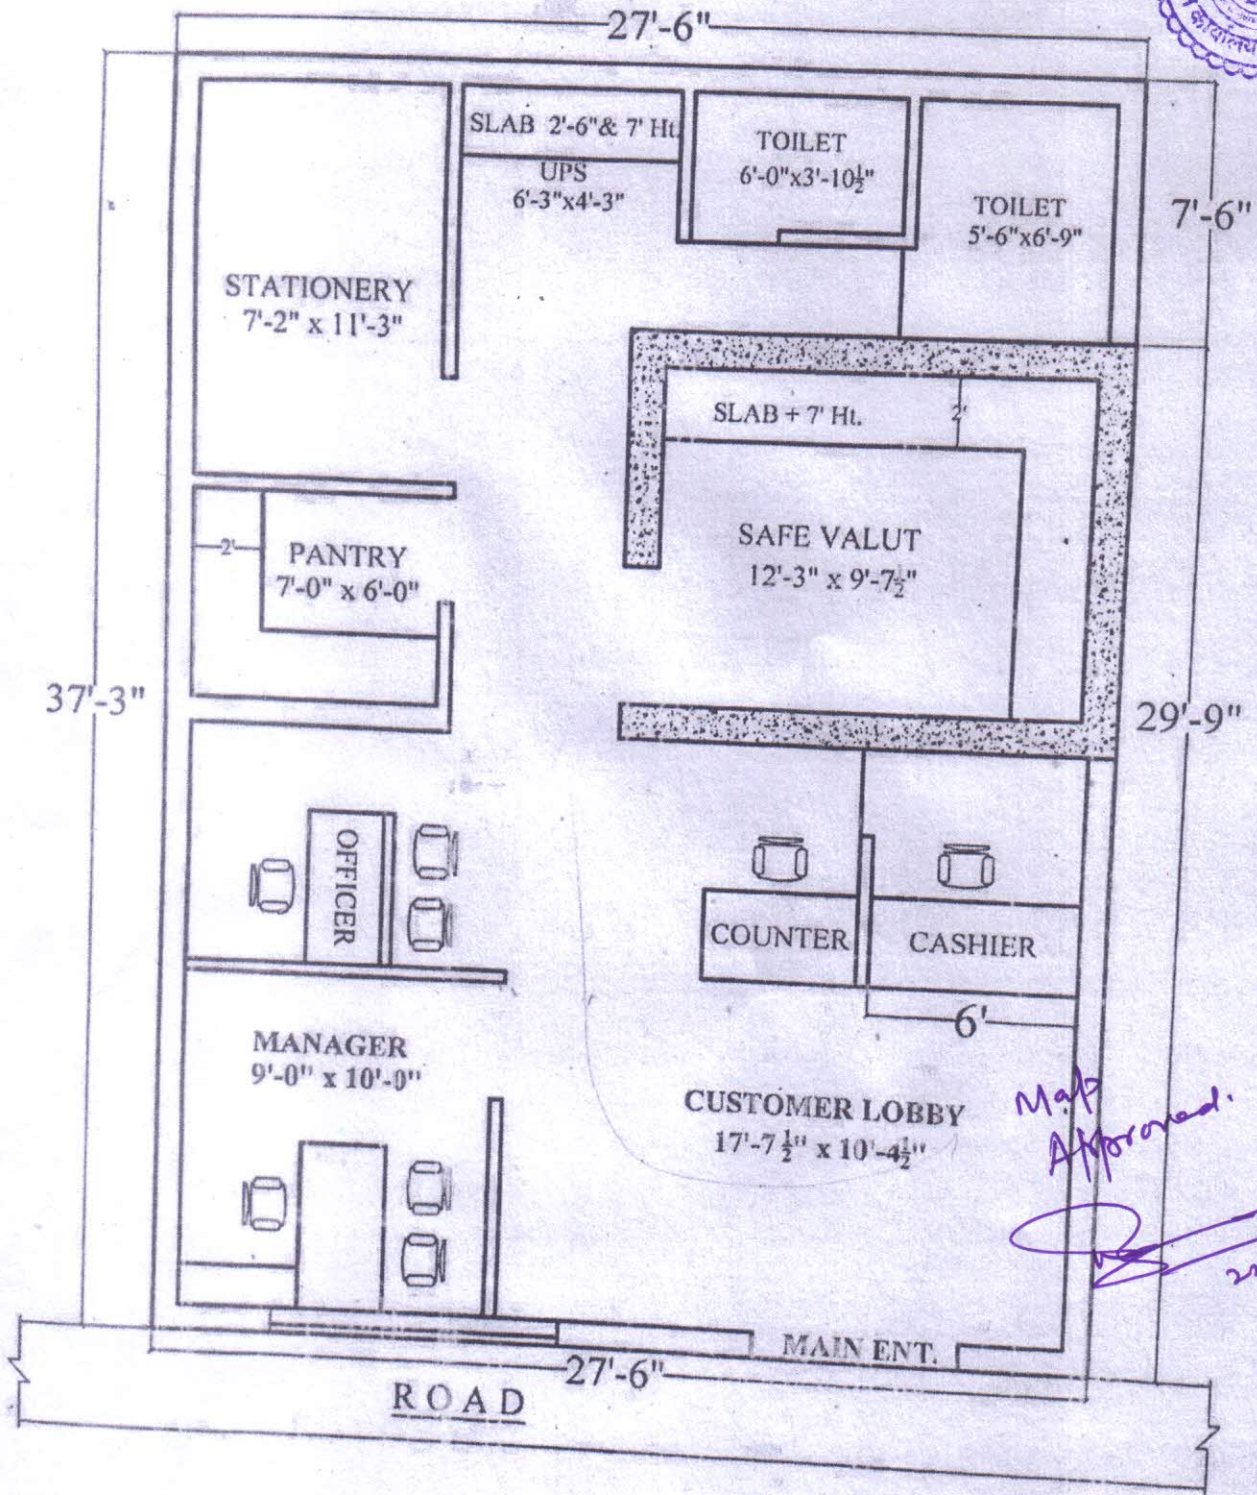 27'-6"
कार्यालय
SLAB 2'-6"& 7' Ht.
UPS
6'-3"x4'-3"
TOILET
6'-0"x3'-10½"
TOILET
5'-6"x6'-9"
7'-6"
STATIONERY
7'-2" x 11'-3"
SLAB + 7' Ht.
2'
SAFE VALUT
12'-3" x 9'-7½"
2'
PANTRY
7'-0" x 6'-0"
37'-3"
29'-9"
OFFICER
COUNTER
CASHIER
6'
MANAGER
9'-0" x 10'-0"
CUSTOMER LOBBY
17'-7 ½" x 10'-4½"
Map
Approved.
MAIN ENT.
27'-6"
ROAD